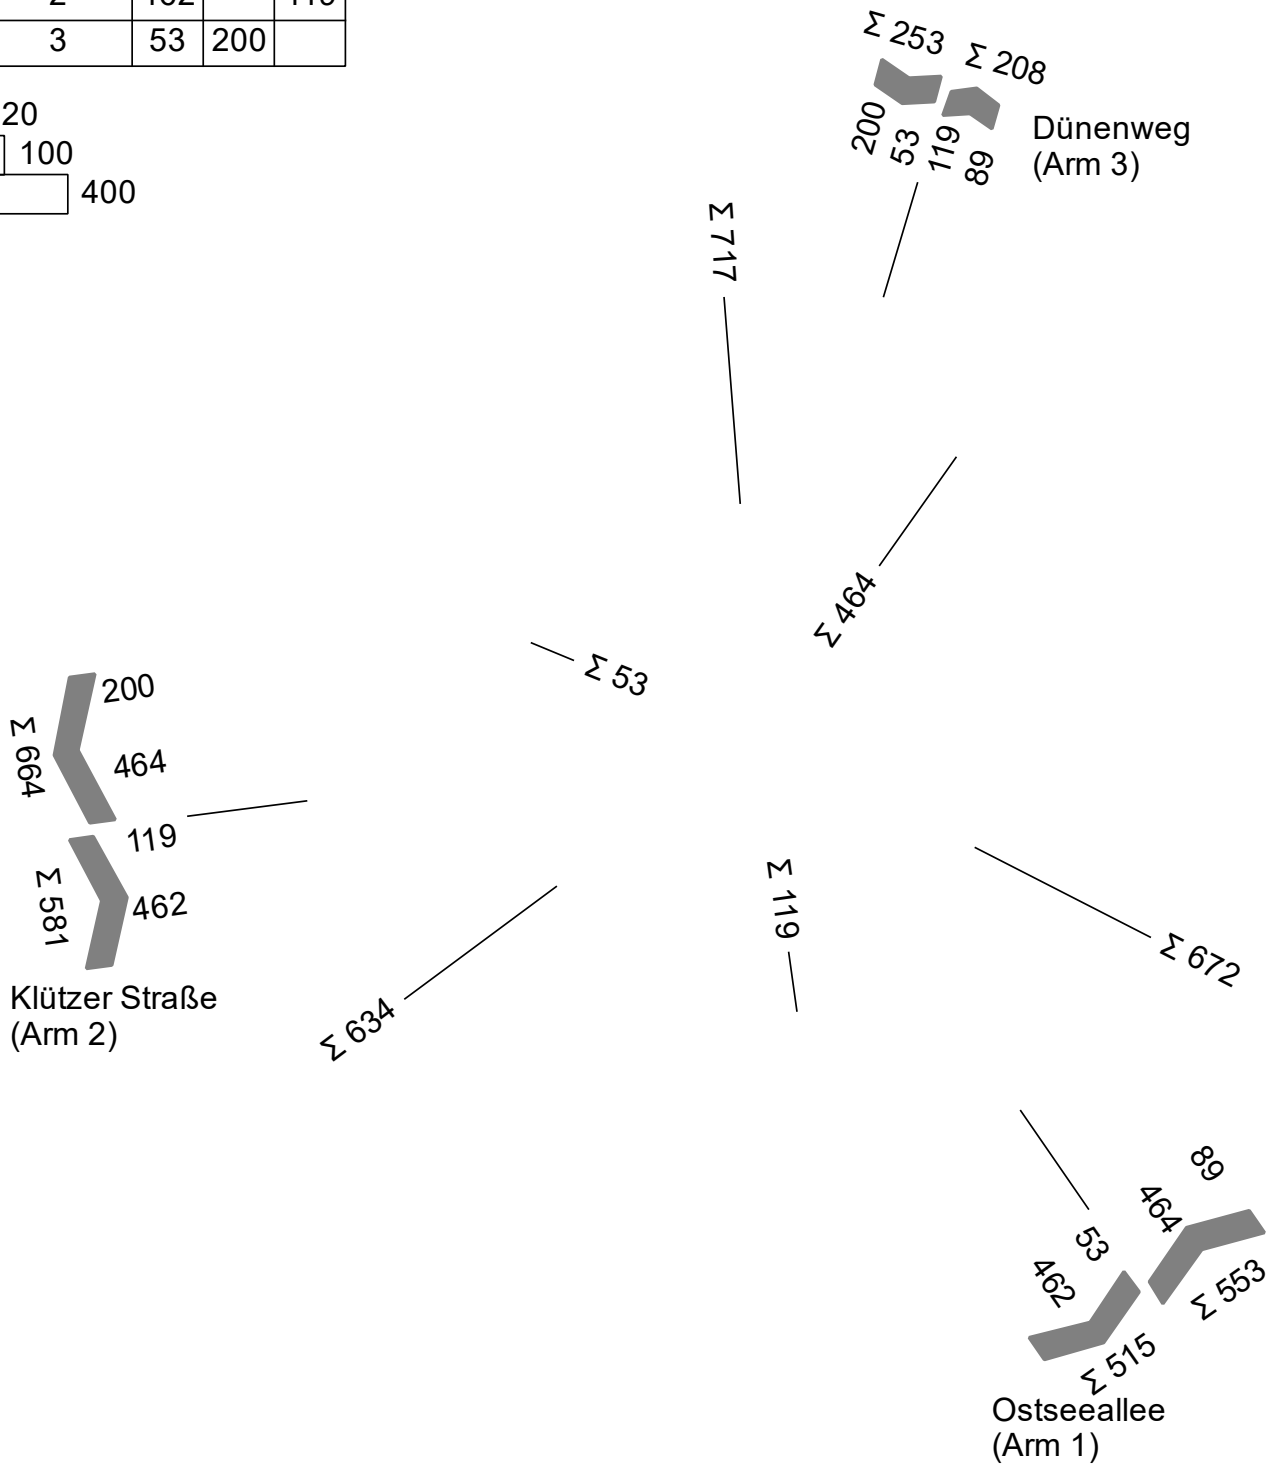 3 53 200
20
100
400
Σ 253
Σ 208
200
53
119
89
Dünenweg
(Arm 3)
Σ 717
Σ 464
Σ 53
200
Σ 664
464
119
Σ 581
462
Klützer Straße
(Arm 2)
Σ 634
Σ 119
Σ 672
89
464
53
462
Σ 553
Σ 515
Ostseeallee
(Arm 1)